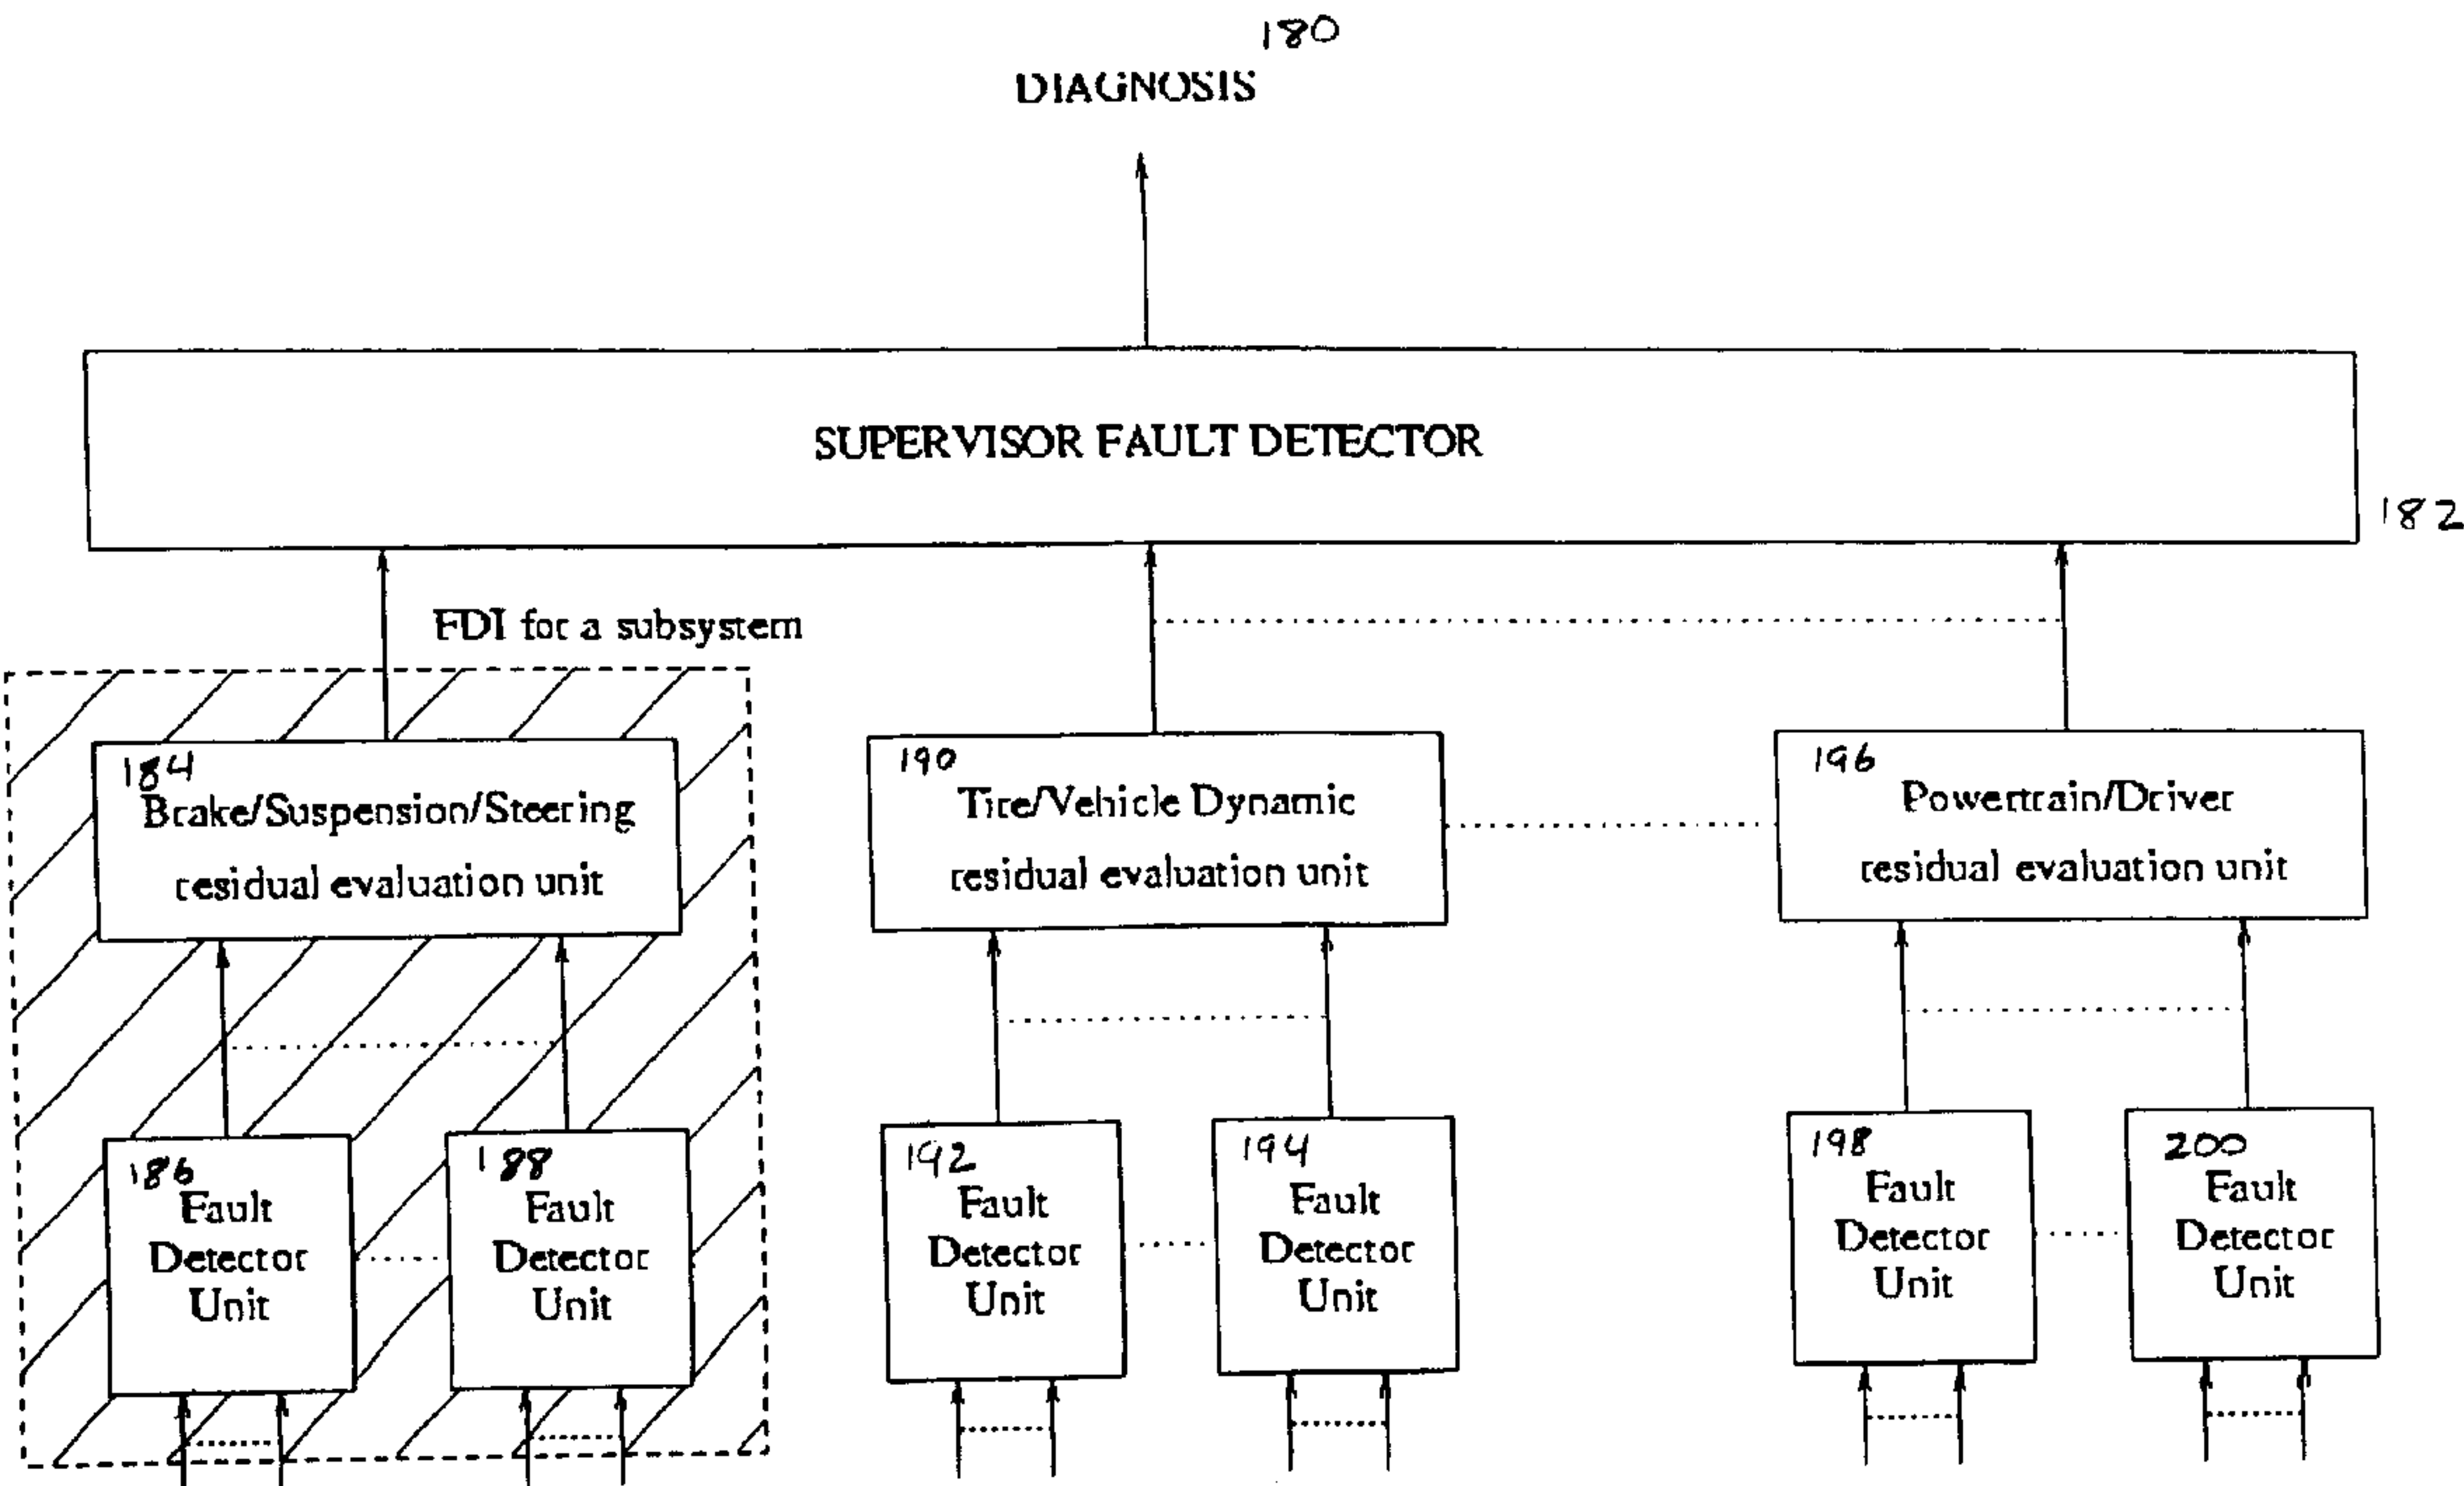 180
DIAGNOSIS
SUPERVISOR FAULT DETECTOR
182
FDI for a subsystem
184
Brake/Suspension/Steering
residual evaluation unit
190
Tire/Vehicle Dynamic
residual evaluation unit
196
Powertrain/Driver
residual evaluation unit
186
Fault
Detector
Unit
188
Fault
Detector
Unit
192
Fault
Detector
Unit
194
Fault
Detector
Unit
198
Fault
Detector
Unit
200
Fault
Detector
Unit